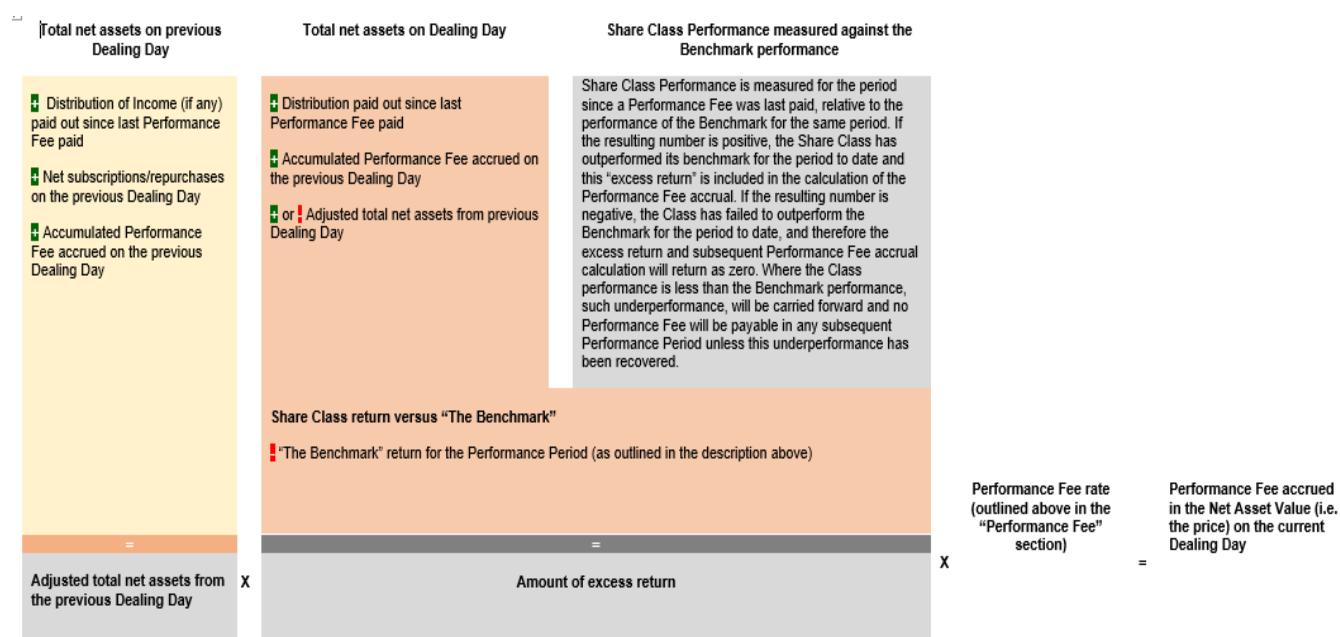 Total net assets on previous
Dealing Day
Total net assets on Dealing Day
Share Class Performance measured against the
Benchmark performance
+ Distribution of Income (if any)
paid out since last Performance
Fee paid
+ Net subscriptions/repurchases
on the previous Dealing Day
+ Accumulated Performance
Fee accrued on the previous
Dealing Day
+ Distribution paid out since last
Performance Fee paid
+ Accumulated Performance Fee accrued on
the previous Dealing Day
+ or - Adjusted total net assets from previous
Dealing Day
Share Class Performance is measured for the period
since a Performance Fee was last paid, relative to the
performance of the Benchmark for the same period. If
the resulting number is positive, the Share Class has
outperformed its benchmark for the period to date and
this “excess return” is included in the calculation of the
Performance Fee accrual. If the resulting number is
negative, the Class has failed to outperform the
Benchmark for the period to date, and therefore the
excess return and subsequent Performance Fee accrual
calculation will return as zero. Where the Class
performance is less than the Benchmark performance,
such underperformance, will be carried forward and no
Performance Fee will be payable in any subsequent
Performance Period unless this underperformance has
been recovered.
Share Class return versus “The Benchmark”
- “The Benchmark” return for the Performance Period (as outlined in the description above)
=
=
Adjusted total net assets from
the previous Dealing Day
X
Amount of excess return
X
Performance Fee rate
(outlined above in the
“Performance Fee”
section)
=
Performance Fee accrued
in the Net Asset Value (i.e.
the price) on the current
Dealing Day